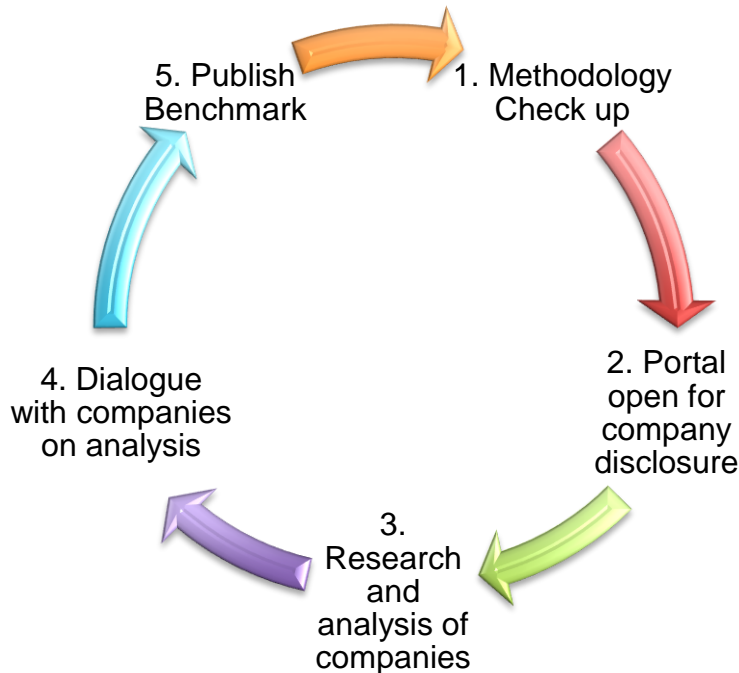 1. Methodology
Check up
2. Portal
open for
company
disclosure
3.
Research
and
analysis of
companies
4. Dialogue
with companies
on analysis
5. Publish
Benchmark